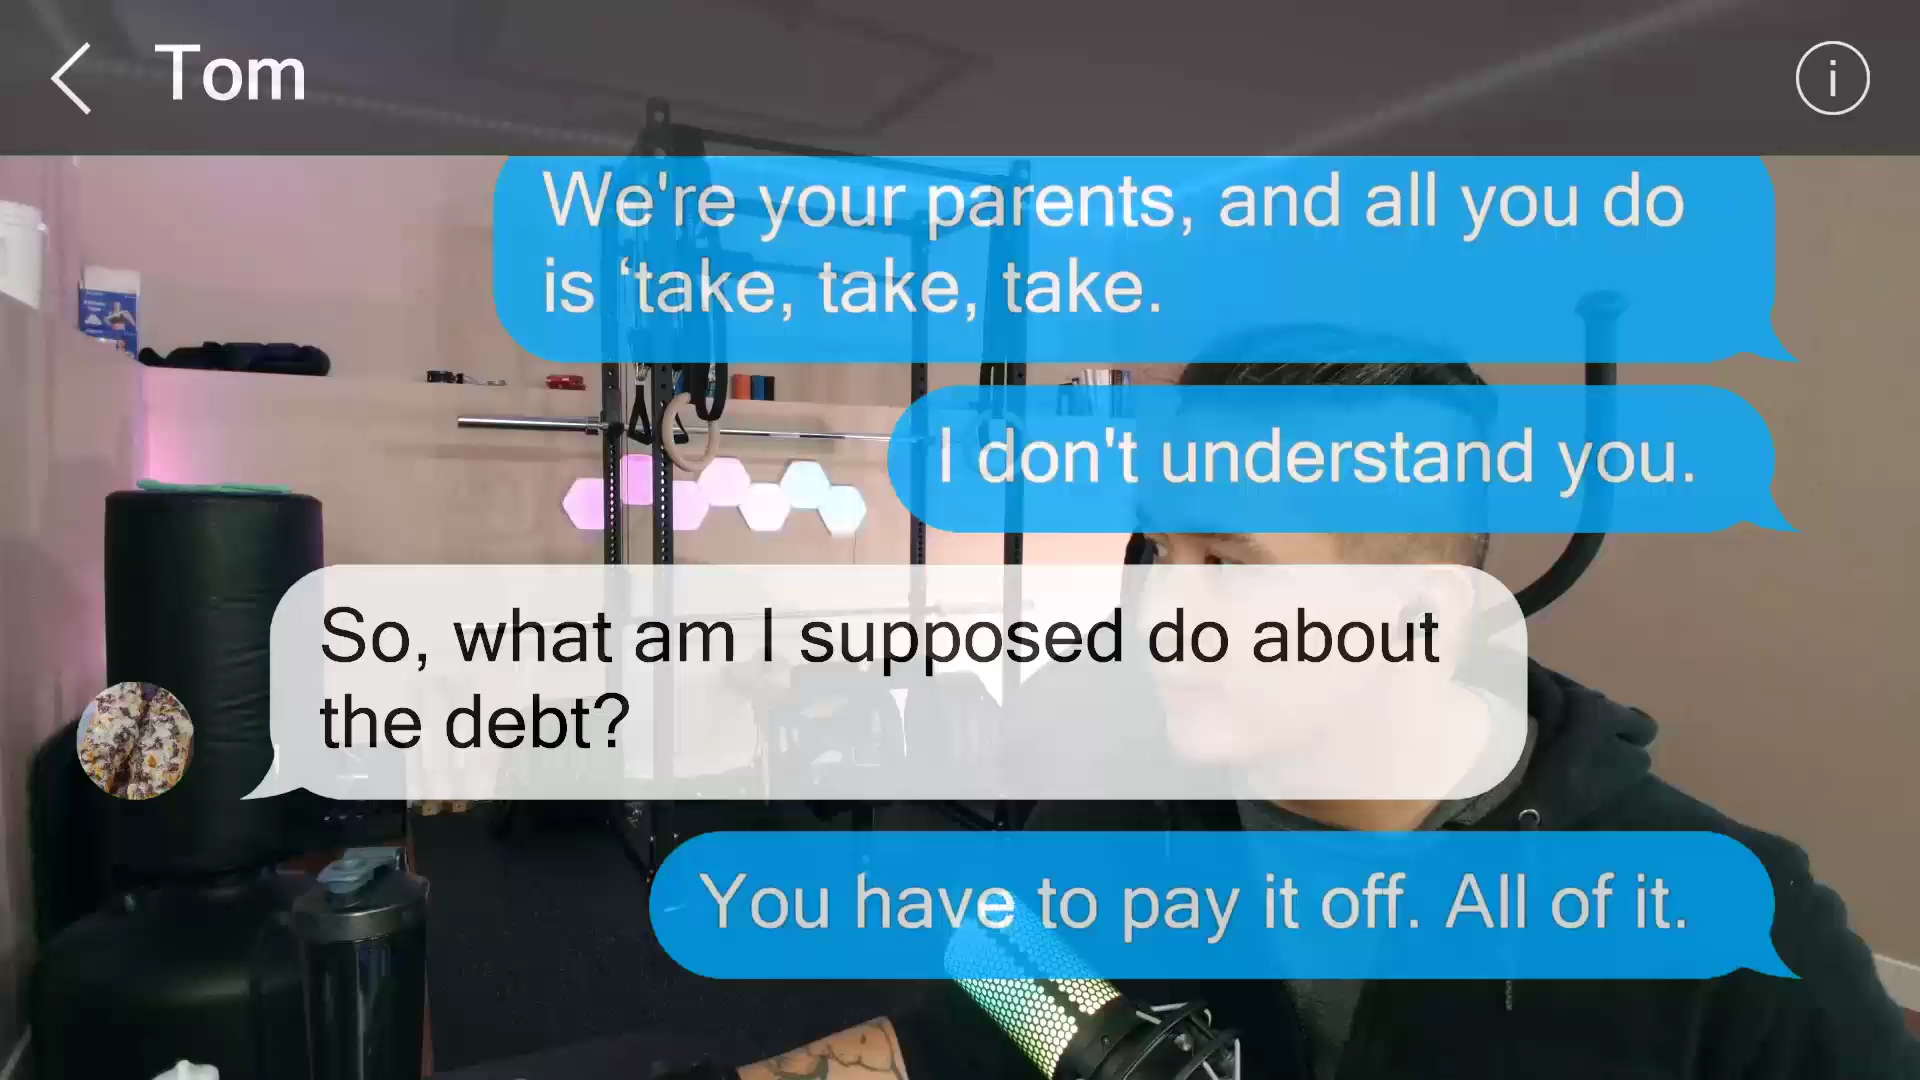 Tom
i
We're your parents, and all you do
is ‘take, take, take.
I don't understand you.
So, what am I supposed do about
the debt?
You have to pay it off. All of it.